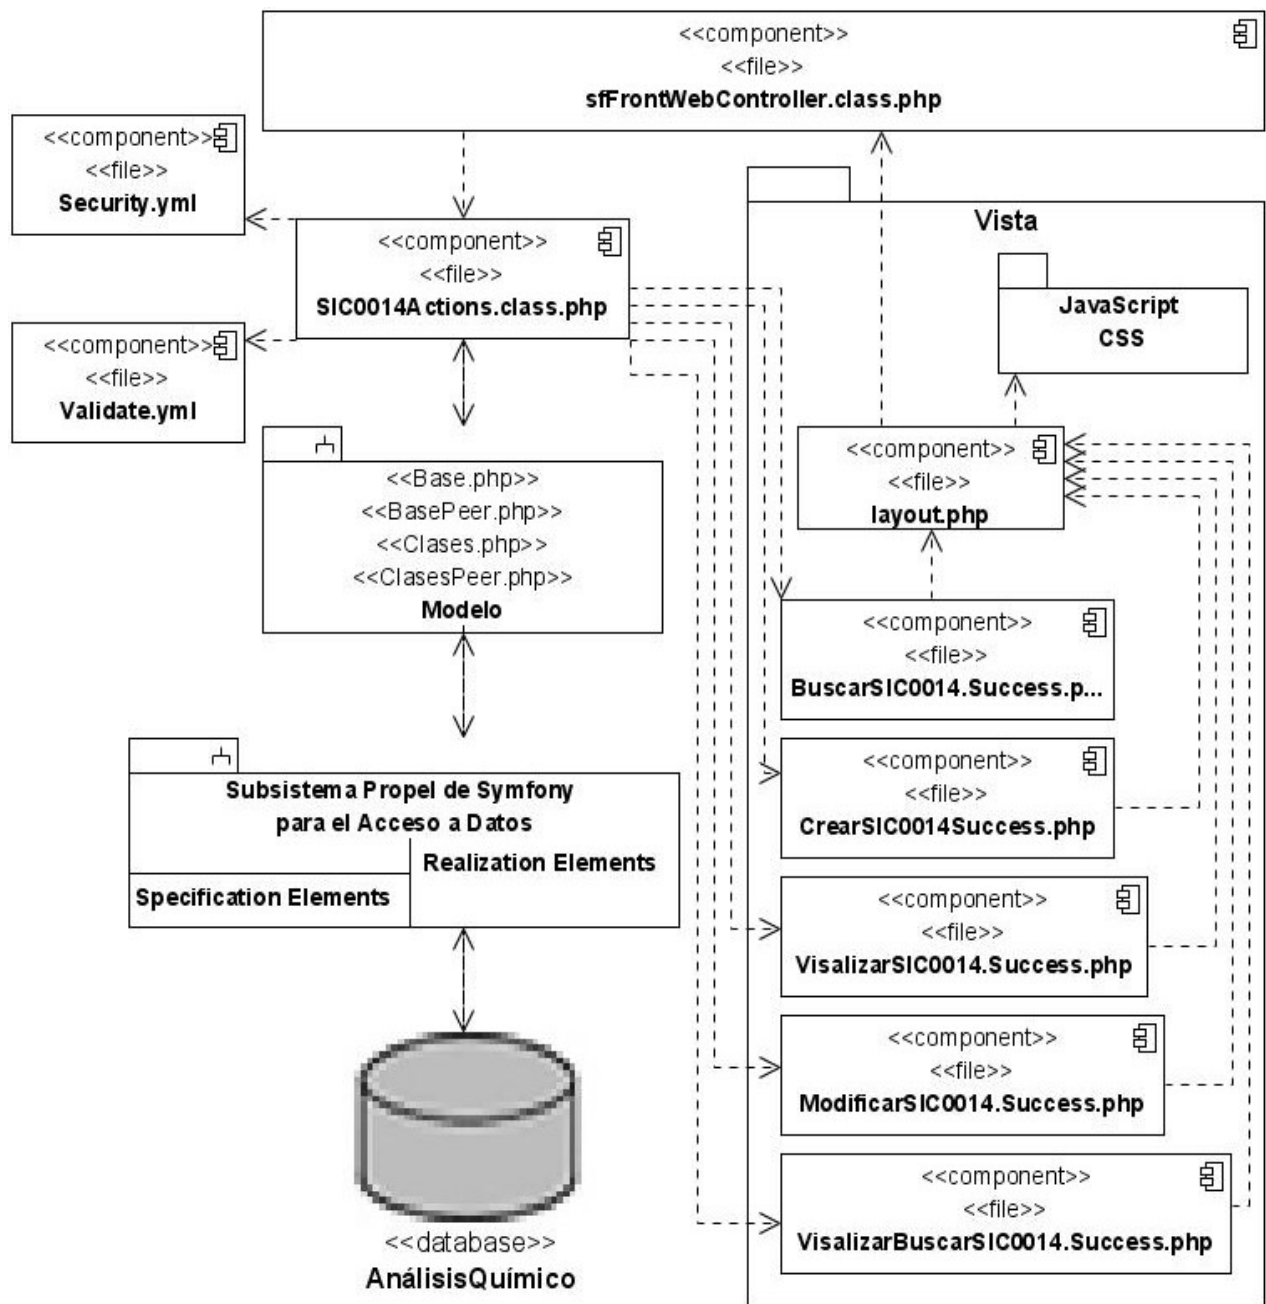 <<component>>
<<file>>
sfFrontWebController.class.php
<<component>>
<<file>>
Security.yml
<<component>>
<<file>>
SIC0014Actions.class.php
<<component>>
<<file>>
Validate.yml
<<Base.php>>
<<BasePeer.php>>
<<Clases.php>>
<<ClasesPeer.php>>
Modelo
Subsistema Propel de Symfony
para el Acceso a Datos
Realization Elements
Specification Elements
<<database>>
AnálisisQuímico
Vista
JavaScript
CSS
<<component>>
<<file>>
layout.php
<<component>>
<<file>>
BuscarSIC0014.Success.p...
<<component>>
<<file>>
CrearSIC0014Success.php
<<component>>
<<file>>
VisalizarSIC0014.Success.php
<<component>>
<<file>>
ModificarSIC0014.Success.php
<<component>>
<<file>>
VisalizarBuscarSIC0014.Success.php